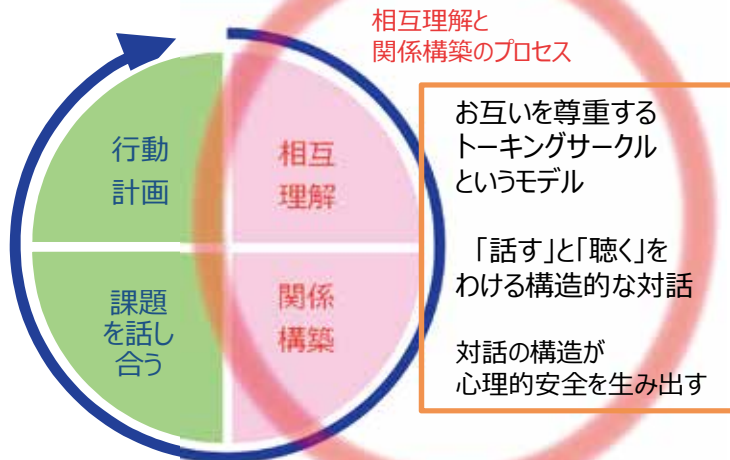 相互理解と
関係構築のプロセス
行動
計画
相互
理解
課題
を話し
合う
関係
構築
お互いを尊重する
トーキングサークル
というモデル
「話す」と「聴く」を
わける構造的な対話
対話の構造が
心理的安全を生み出す